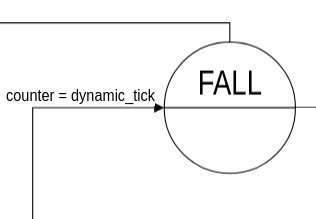 FALL
counter = dynamic_tick